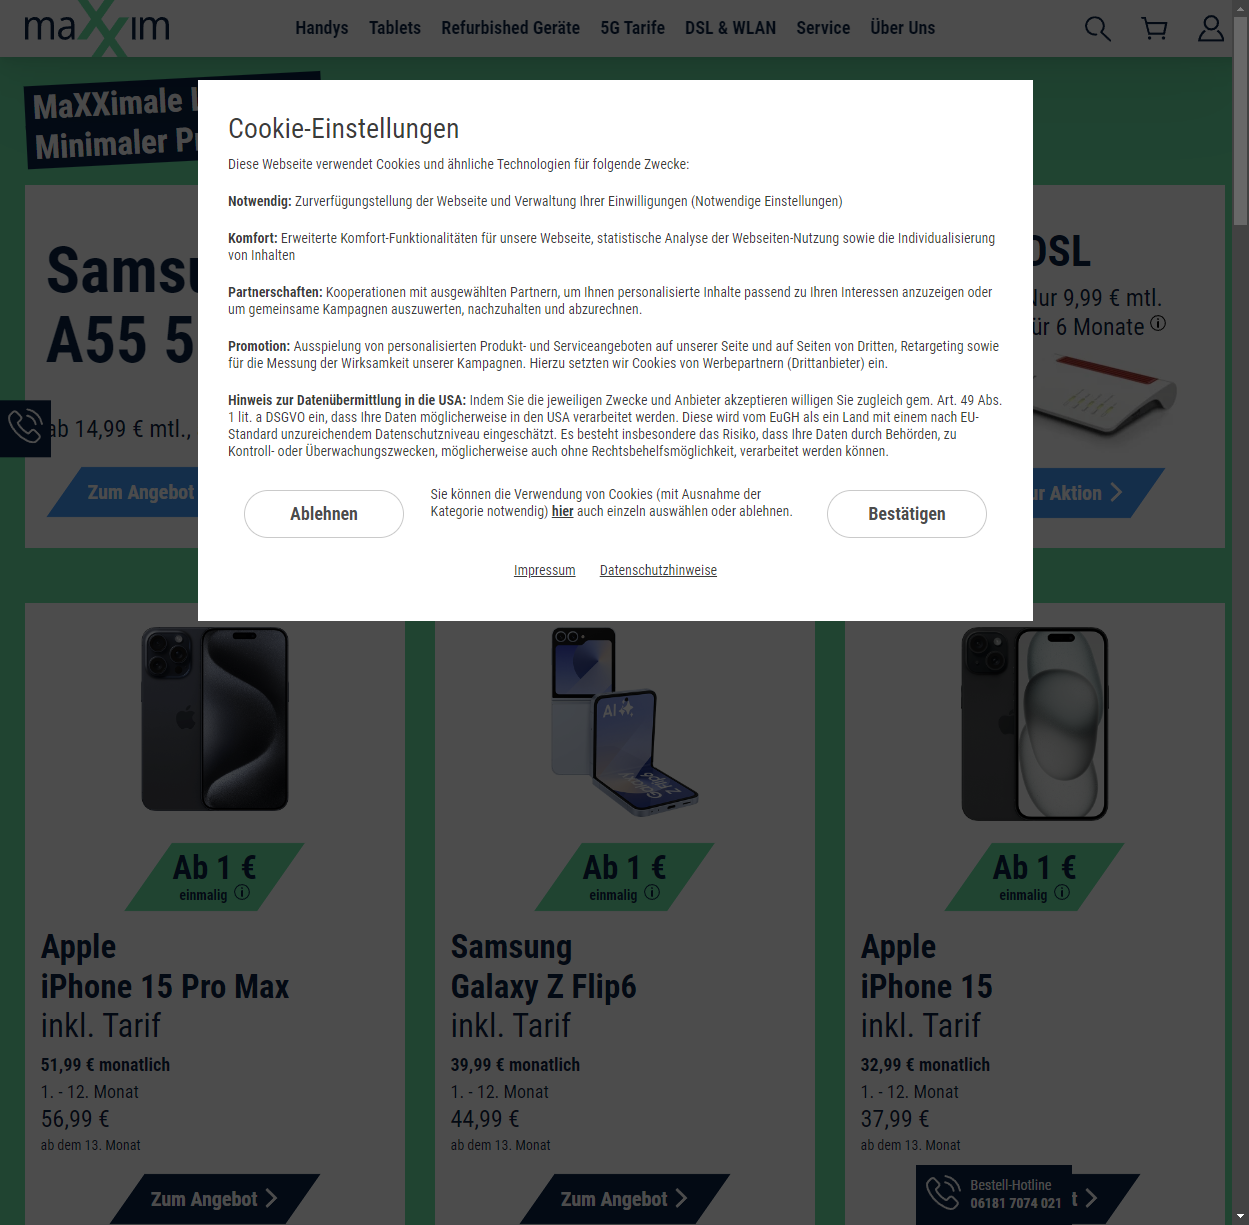 maXXim
Handys Tablets Refurbished Geräte 5G Tarife DSL & WLAN Service Über Uns
MaXXimale
Minimaler
Cookie-Einstellungen
Diese Webseite verwendet Cookies und ähnliche Technologien für folgende Zwecke:
Notwendig: Zurverfügungstellung der Webseite und Verwaltung Ihrer Einwilligungen (Notwendige Einstellungen)
Komfort: Erweiterte Komfort-Funktionalitäten für unsere Webseite, statistische Analyse der Webseiten-Nutzung sowie die Individualisierung
von Inhalten
Partnerschaften: Kooperationen mit ausgewählten Partnern, um Ihnen personalisierte Inhalte passend zu Ihren Interessen anzuzeigen oder
um gemeinsame Kampagnen auszuwerten, nachzuhalten und abzurechnen.
Promotion: Ausspielung von personalisierten Produkt- und Serviceangeboten auf unserer Seite und auf Seiten von Dritten, Retargeting sowie
für die Messung der Wirksamkeit unserer Kampagnen. Hierzu setzten wir Cookies von Werbepartnern (Drittanbieter) ein.
Hinweis zur Datenübermittlung in die USA: Indem Sie die jeweiligen Zwecke und Anbieter akzeptieren willigen Sie zugleich gem. Art. 49 Abs.
1 lit. a DSGVO ein, dass Ihre Daten möglicherweise in den USA verarbeitet werden. Diese wird vom EuGH als ein Land mit einem nach EU-
Standard unzureichendem Datenschutzniveau eingeschätzt. Es besteht insbesondere das Risiko, dass Ihre Daten durch Behörden, zu
Kontroll- oder Überwachungszwecken, möglicherweise auch ohne Rechtsbehelfsmöglichkeit, verarbeitet werden können.
Ablehnen
Sie können die Verwendung von Cookies (mit Ausnahme der
Kategorie notwendig) hier auch einzeln auswählen oder ablehnen.
Bestätigen
Impressum Datenschutzhinweise
Samsu
A55 5
ab 14,99 € mtl.,
Zum Angebot
DSL
Nur 9,99 € mtl.
für 6 Monate
ur Aktion
AI
Galaxy
Z Flip6
Ab 1 €
einmalig
Apple
iPhone 15 Pro Max
inkl. Tarif
51,99 € monatlich
1. - 12. Monat
56,99 €
ab dem 13. Monat
Zum Angebot
Ab 1 €
einmalig
Samsung
Galaxy Z Flip6
inkl. Tarif
39,99 € monatlich
1. - 12. Monat
44,99 €
ab dem 13. Monat
Zum Angebot
Ab 1 €
einmalig
Apple
iPhone 15
inkl. Tarif
32,99 € monatlich
1. - 12. Monat
37,99 €
ab dem 13. Monat
Bestell-Hotline
06181 7074 021
t